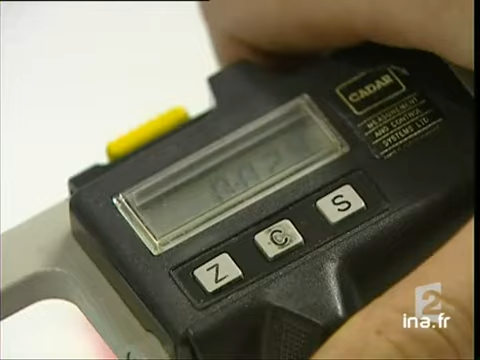 CADAR
MEASUREMENT
AND CONTROL
SYSTEMS LTD
Z C S
2
ina.fr